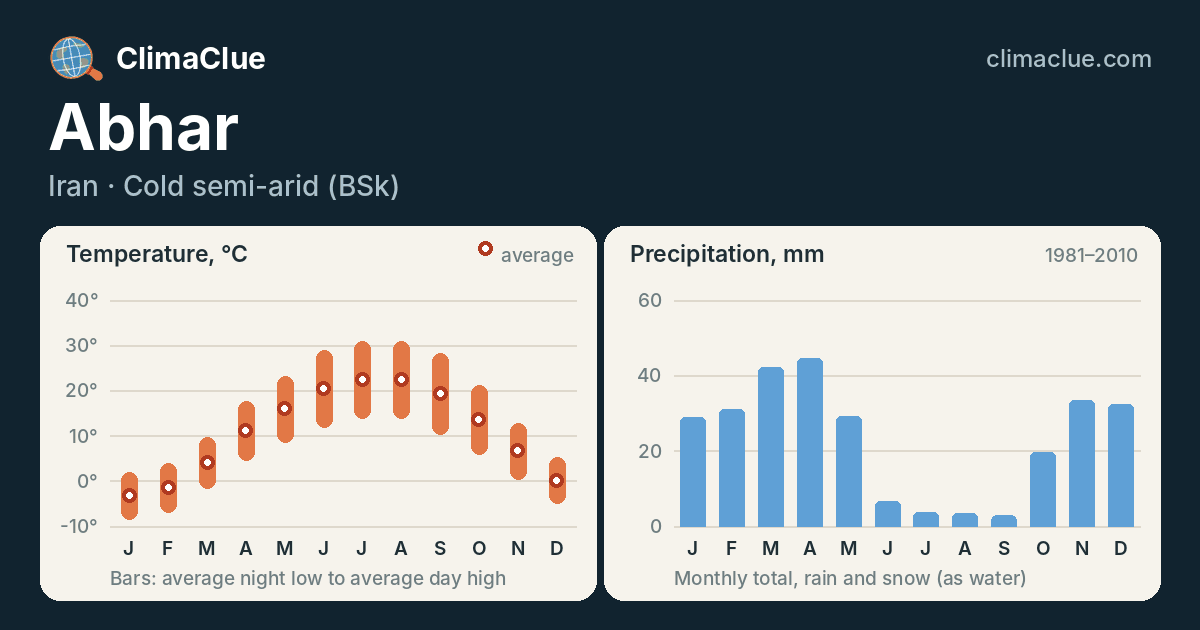 ClimaClue
climaclue.com
Abhar
Iran · Cold semi-arid (BSk)
Temperature, °C
average
40°
30°
20°
10°
0°
-10°
J F M A M J J A S O N D
Bars: average night low to average day high
Precipitation, mm
1981–2010
60
40
20
0
J F M A M J J A S O N D
Monthly total, rain and snow (as water)